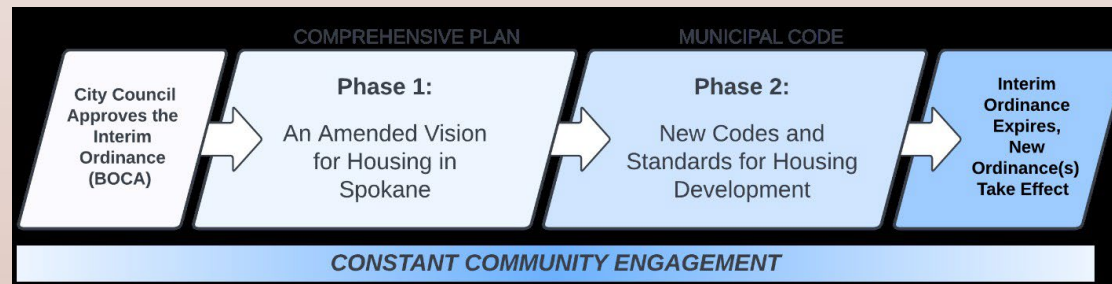 COMPREHENSIVE PLAN
MUNICIPAL CODE
City Council
Approves the
Interim
Ordinance
(BOCA)
Phase 1:
An Amended Vision
for Housing in
Spokane
Phase 2:
New Codes and
Standards for Housing
Development
Interim
Ordinance
Expires,
New
Ordinance(s)
Take Effect
CONSTANT COMMUNITY ENGAGEMENT